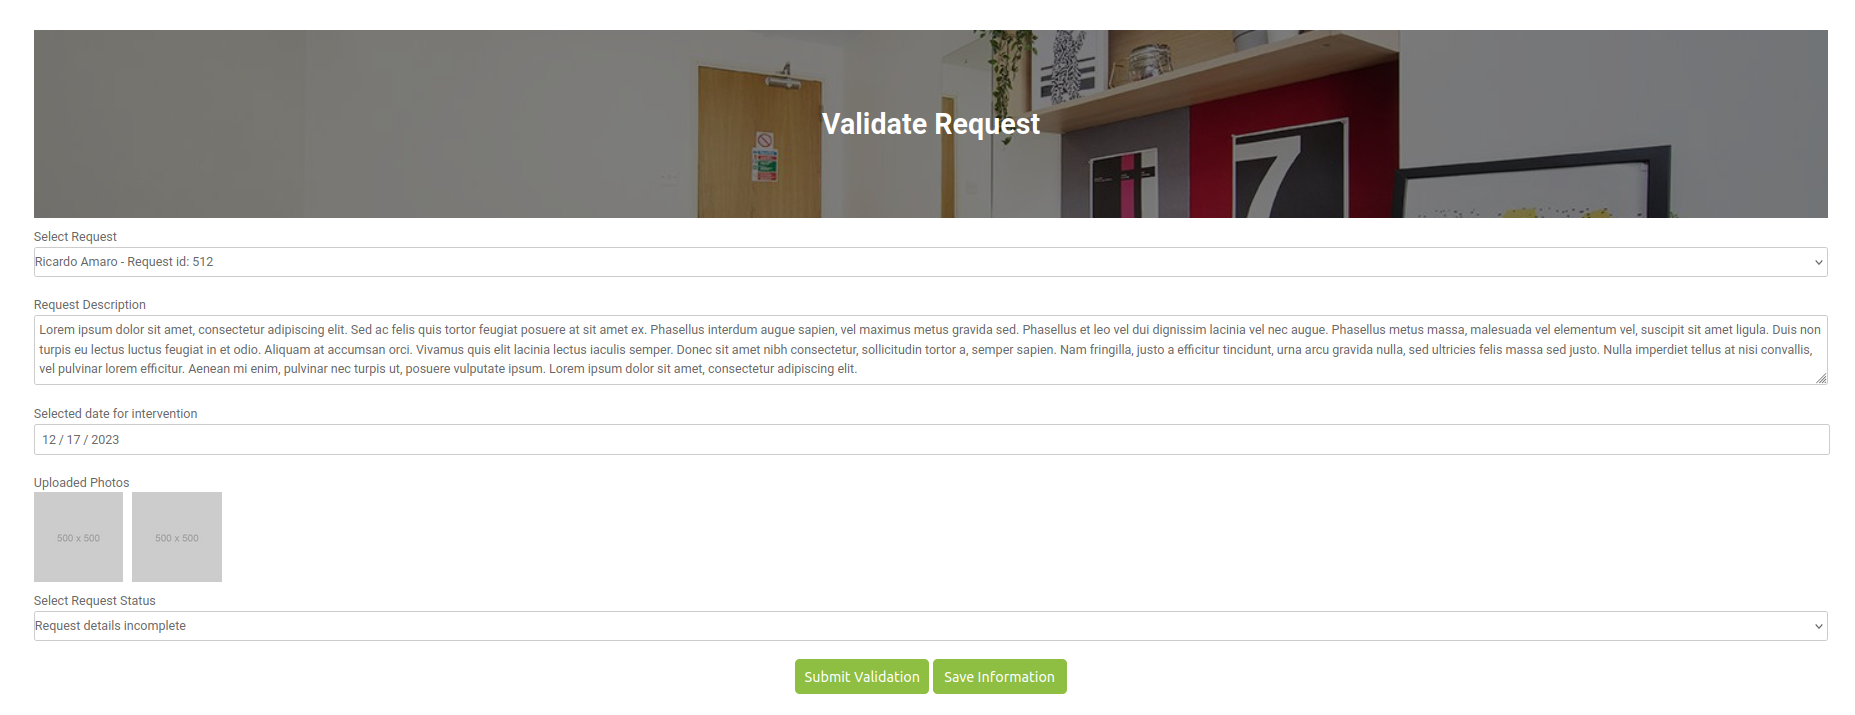 Validate Request
7
Select Request
Ricardo Amaro - Request id: 512
Request Description
Lorem ipsum dolor sit amet, consectetur adipiscing elit. Sed ac felis quis tortor feugiat posuere at sit amet ex. Phasellus interdum augue sapien, vel maximus metus gravida sed. Phasellus et leo vel dui dignissim lacinia vel nec augue. Phasellus metus massa, malesuada vel elementum vel, suscipit sit amet ligula. Duis non
turpis eu lectus luctus feugiat in et odio. Aliquam at accumsan orci. Vivamus quis elit lacinia lectus iaculis semper. Donec sit amet nibh consectetur, sollicitudin tortor a, semper sapien. Nam fringilla, justo a efficitur tincidunt, urna arcu gravida nulla, sed ultricies felis massa sed justo. Nulla imperdiet tellus at nisi convallis,
vel pulvinar lorem efficitur. Aenean mi enim, pulvinar nec turpis ut, posuere vulputate ipsum. Lorem ipsum dolor sit amet, consectetur adipiscing elit.
Selected date for intervention
12 / 17 / 2023
Uploaded Photos
500 x 500 500 x 500
Select Request Status
Request details incomplete
Submit Validation Save Information